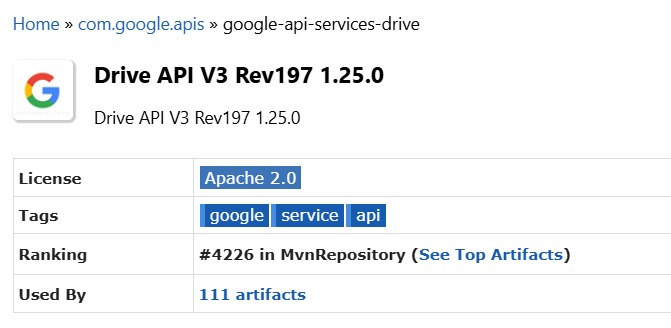 Home » com.google.apis » google-api-services-drive
Drive API V3 Rev197 1.25.0
Drive API V3 Rev197 1.25.0
License Apache 2.0
Tags google service api
Ranking #4226 in MvnRepository (See Top Artifacts)
Used By 111 artifacts